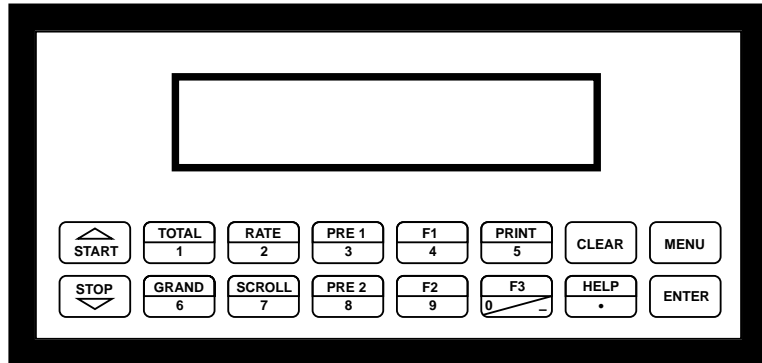 START
TOTAL
1
RATE
2
PRE 1
3
F1
4
PRINT
5
CLEAR
MENU
STOP
GRAND
6
SCROLL
7
PRE 2
8
F2
9
F3
0 –
HELP
•
ENTER